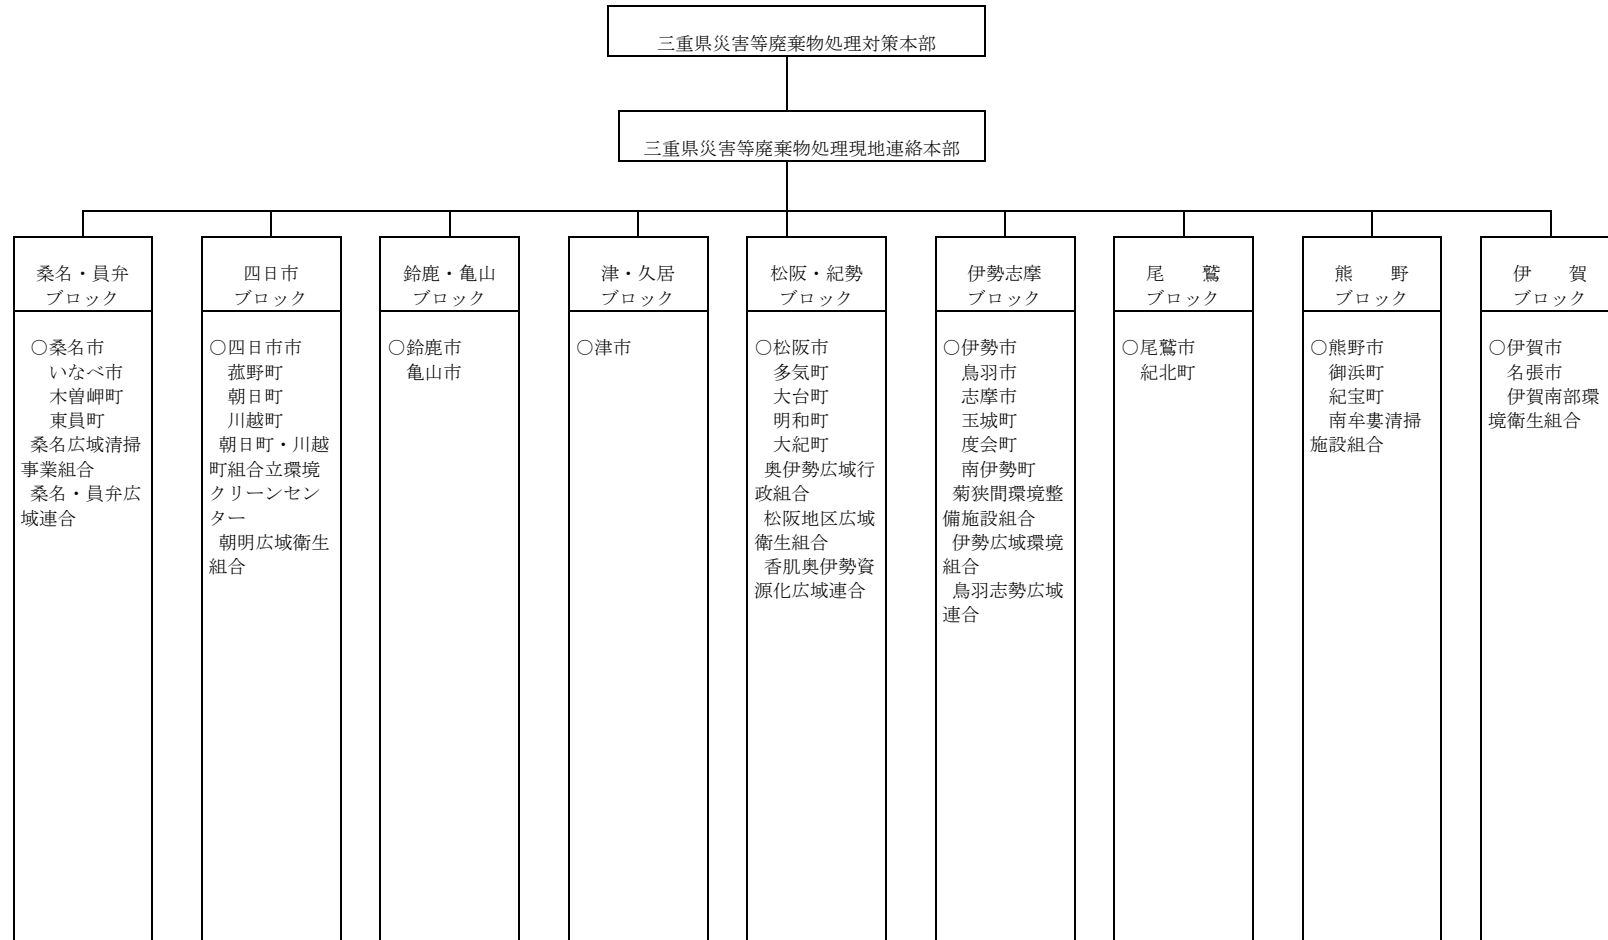 三重県災害等廃棄物処理対策本部
三重県災害等廃棄物処理現地連絡本部
桑名・員弁
ブロック
○桑名市
いなべ市
木曽岬町
東員町
桑名広域清掃
事業組合
桑名・員弁広
域連合
四日市
ブロック
○四日市市
菰野町
朝日町
川越町
朝日町・川越
町組合立環境
クリーンセン
ター
朝明広域衛生
組合
鈴鹿・亀山
ブロック
○鈴鹿市
亀山市
津・久居
ブロック
○津市
松阪・紀勢
ブロック
○松阪市
多気町
大台町
明和町
大紀町
奥伊勢広域行
政組合
松阪地区広域
衛生組合
香肌奥伊勢資
源化広域連合
伊勢志摩
ブロック
○伊勢市
鳥羽市
志摩市
玉城町
度会町
南伊勢町
菊狭間環境整
備施設組合
伊勢広域環境
組合
鳥羽志勢広域
連合
尾　　鷲
ブロック
○尾鷲市
紀北町
熊　　野
ブロック
○熊野市
御浜町
紀宝町
南牟婁清掃
施設組合
伊　　賀
ブロック
○伊賀市
名張市
伊賀南部環
境衛生組合